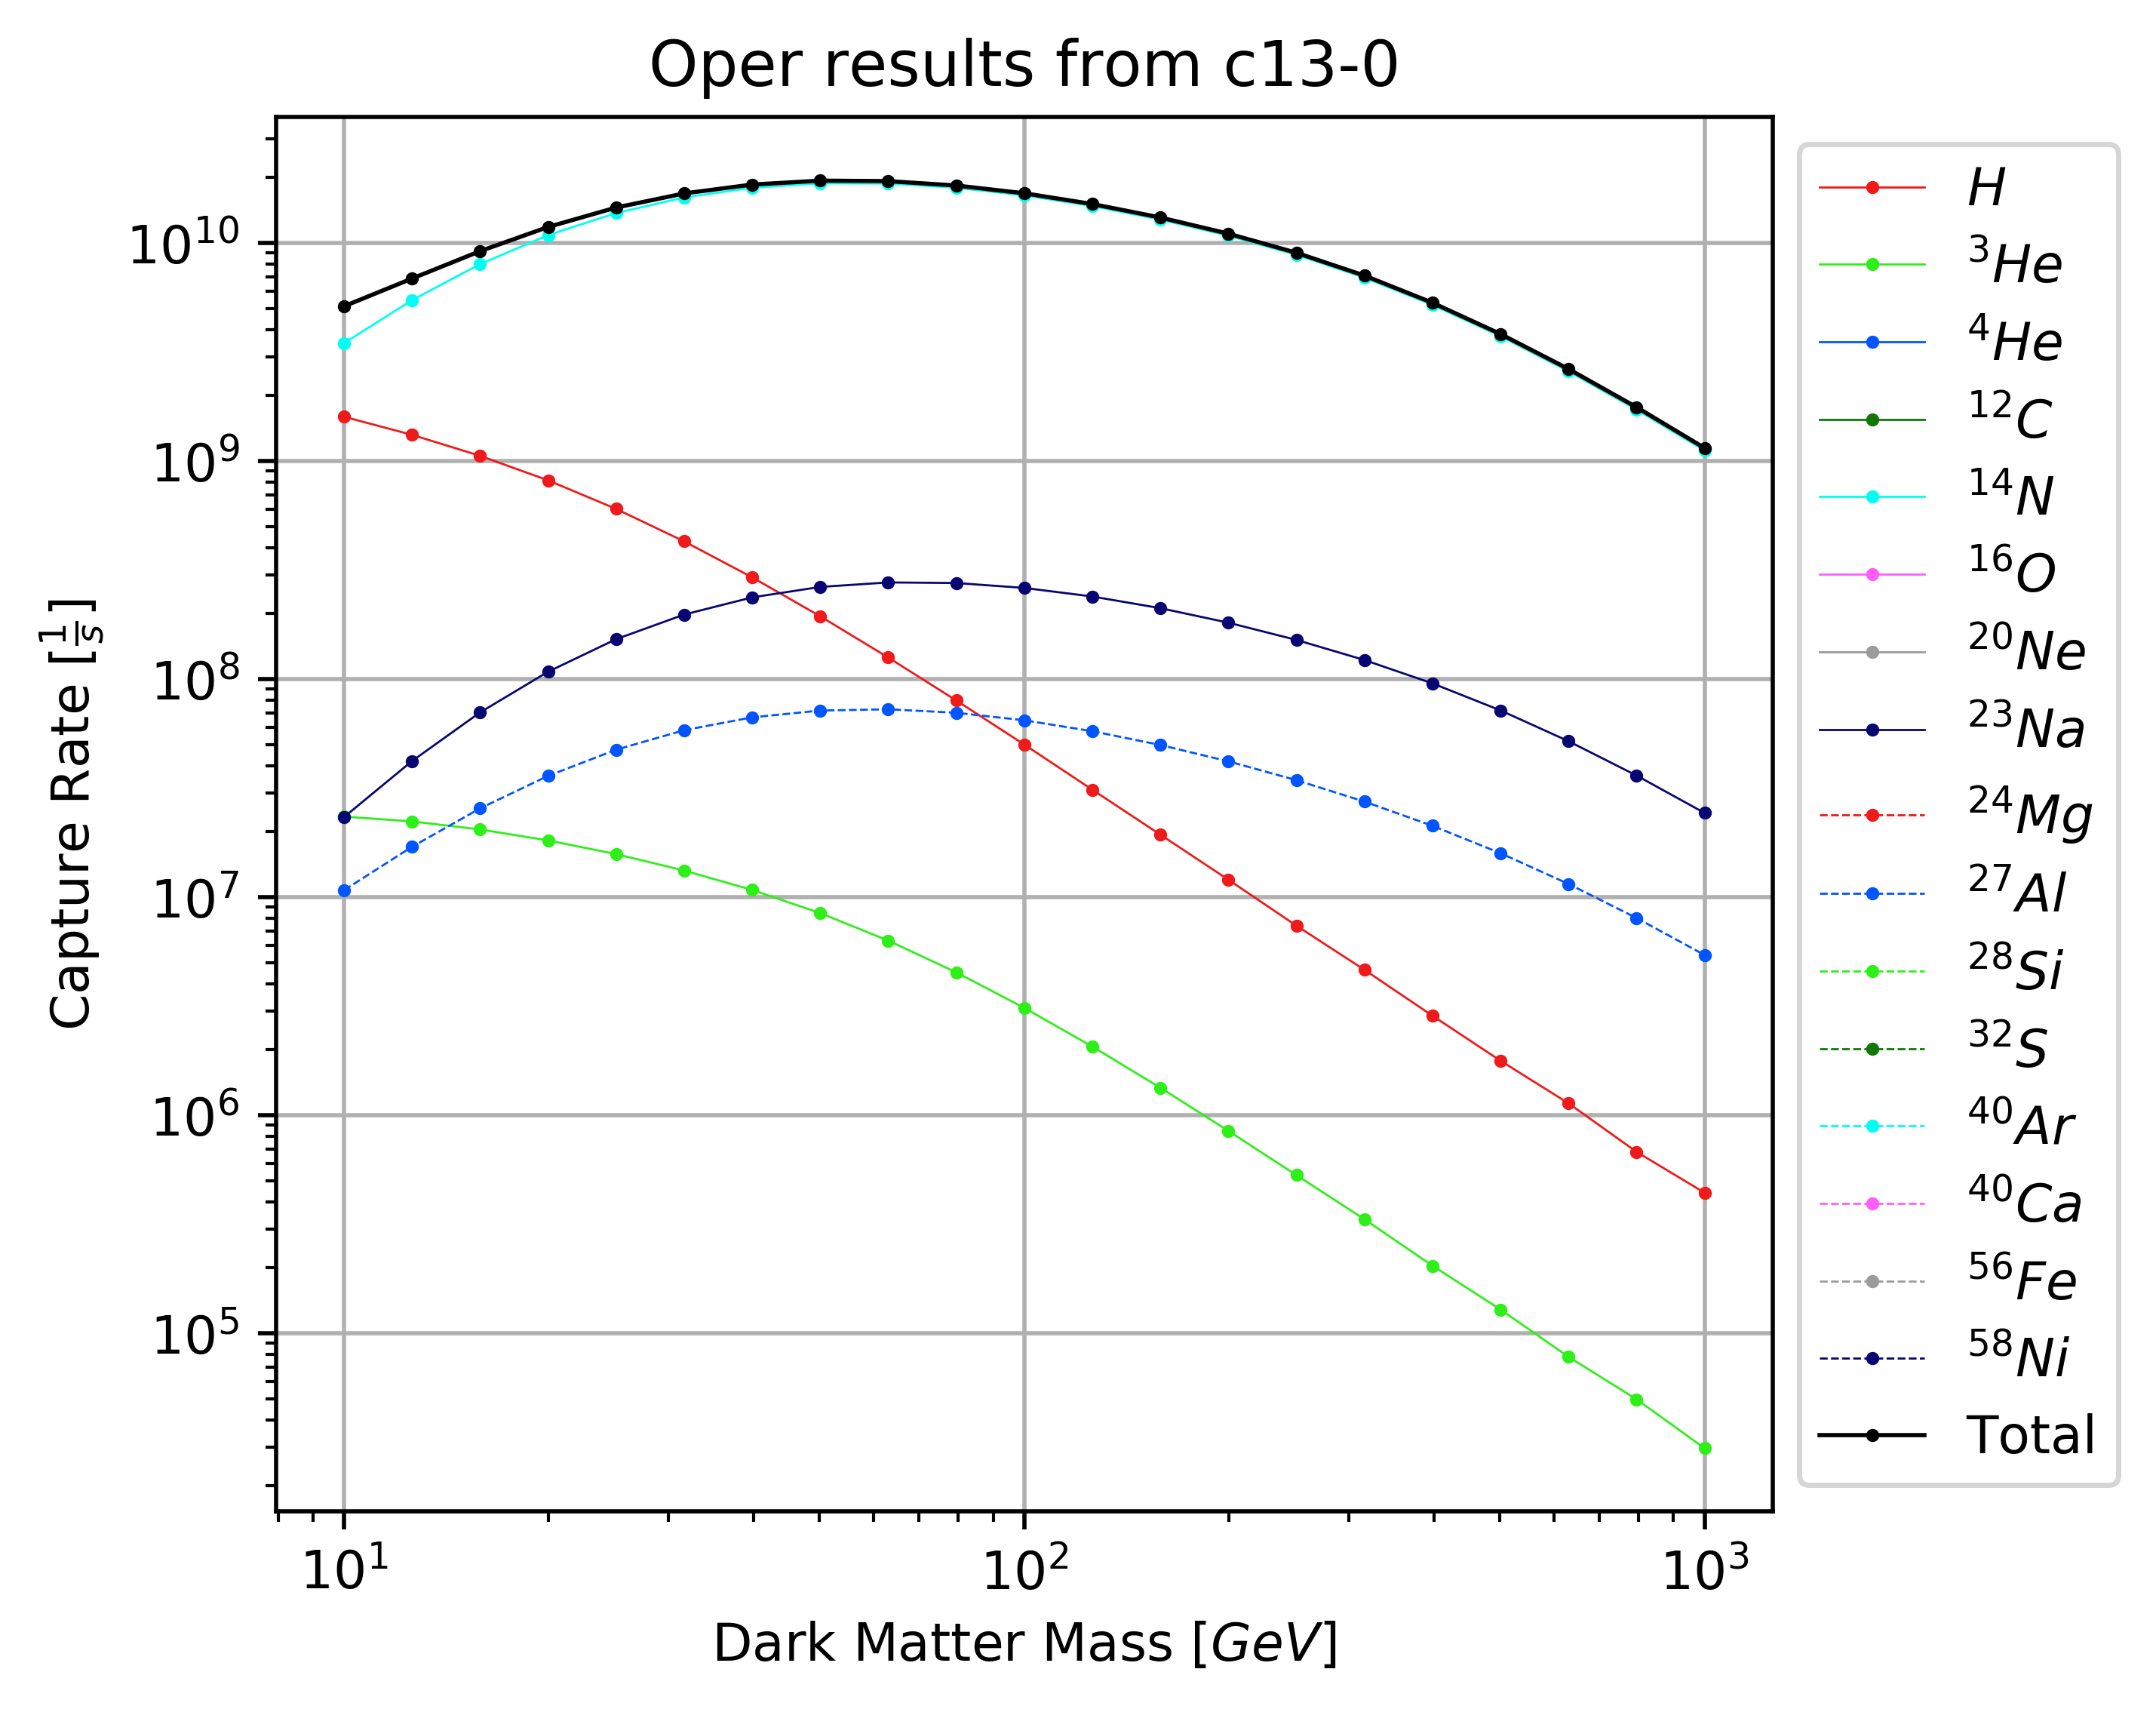 Oper results from c13-0
Capture Rate [1/s]
10^10
10^9
10^8
10^7
10^6
10^5
10^1
10^2
10^3
Dark Matter Mass [GeV]
H
^3He
^4He
^12C
^14N
^16O
^20Ne
^23Na
^24Mg
^27Al
^28Si
^32S
^40Ar
^40Ca
^56Fe
^58Ni
Total